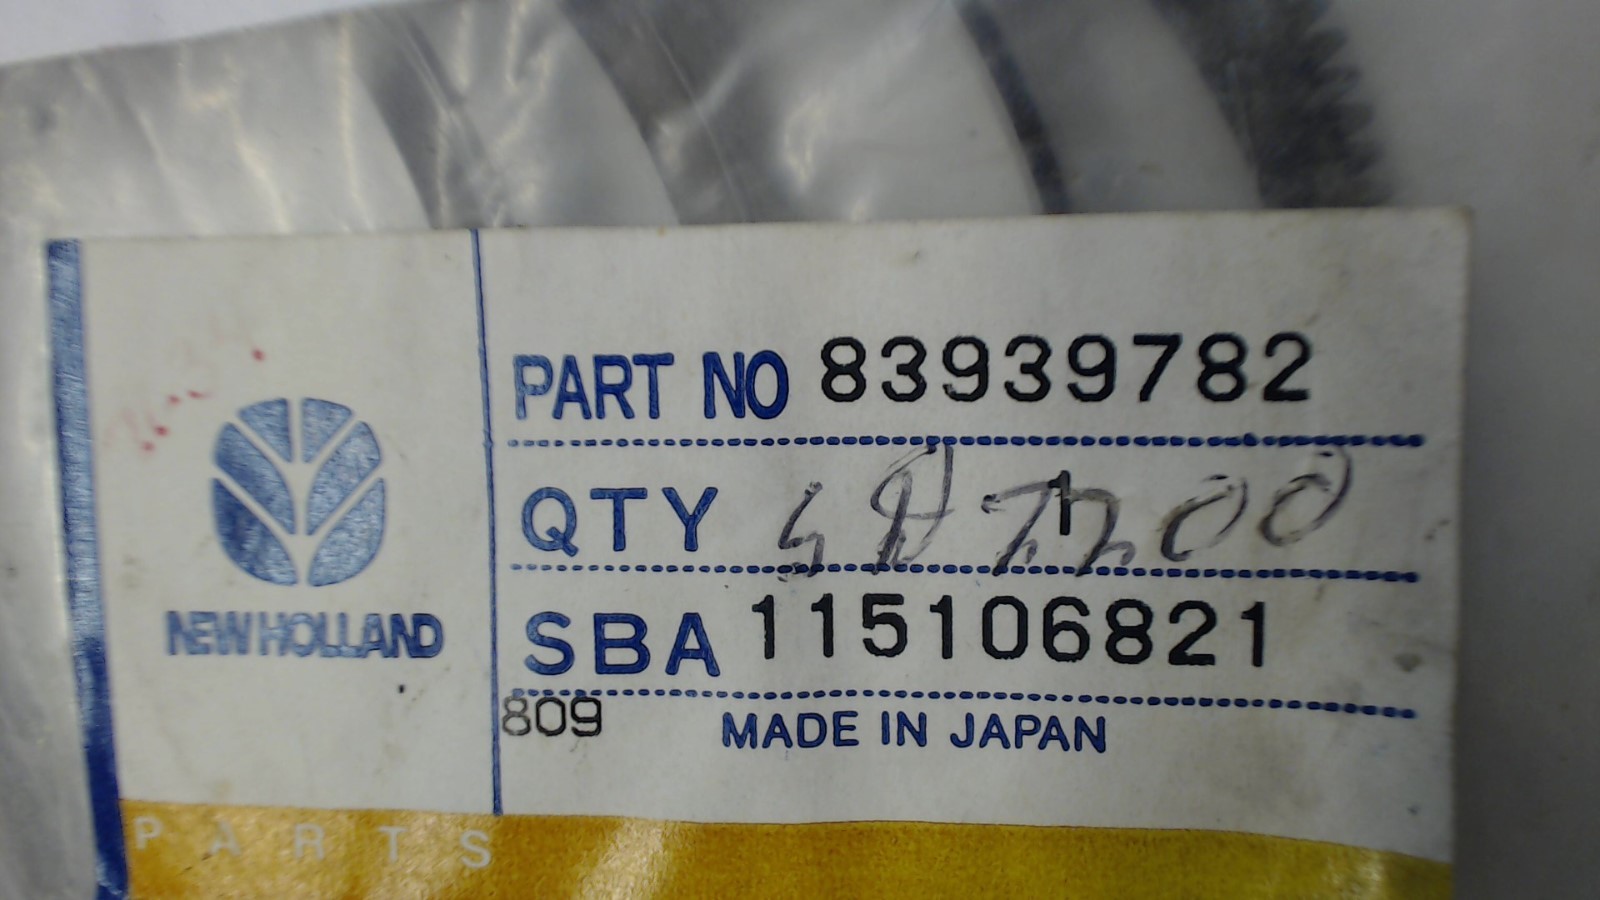 NEW HOLLAND
PART NO 83939782
QTY 1
SBA 115106821
809
MADE IN JAPAN
PARTS